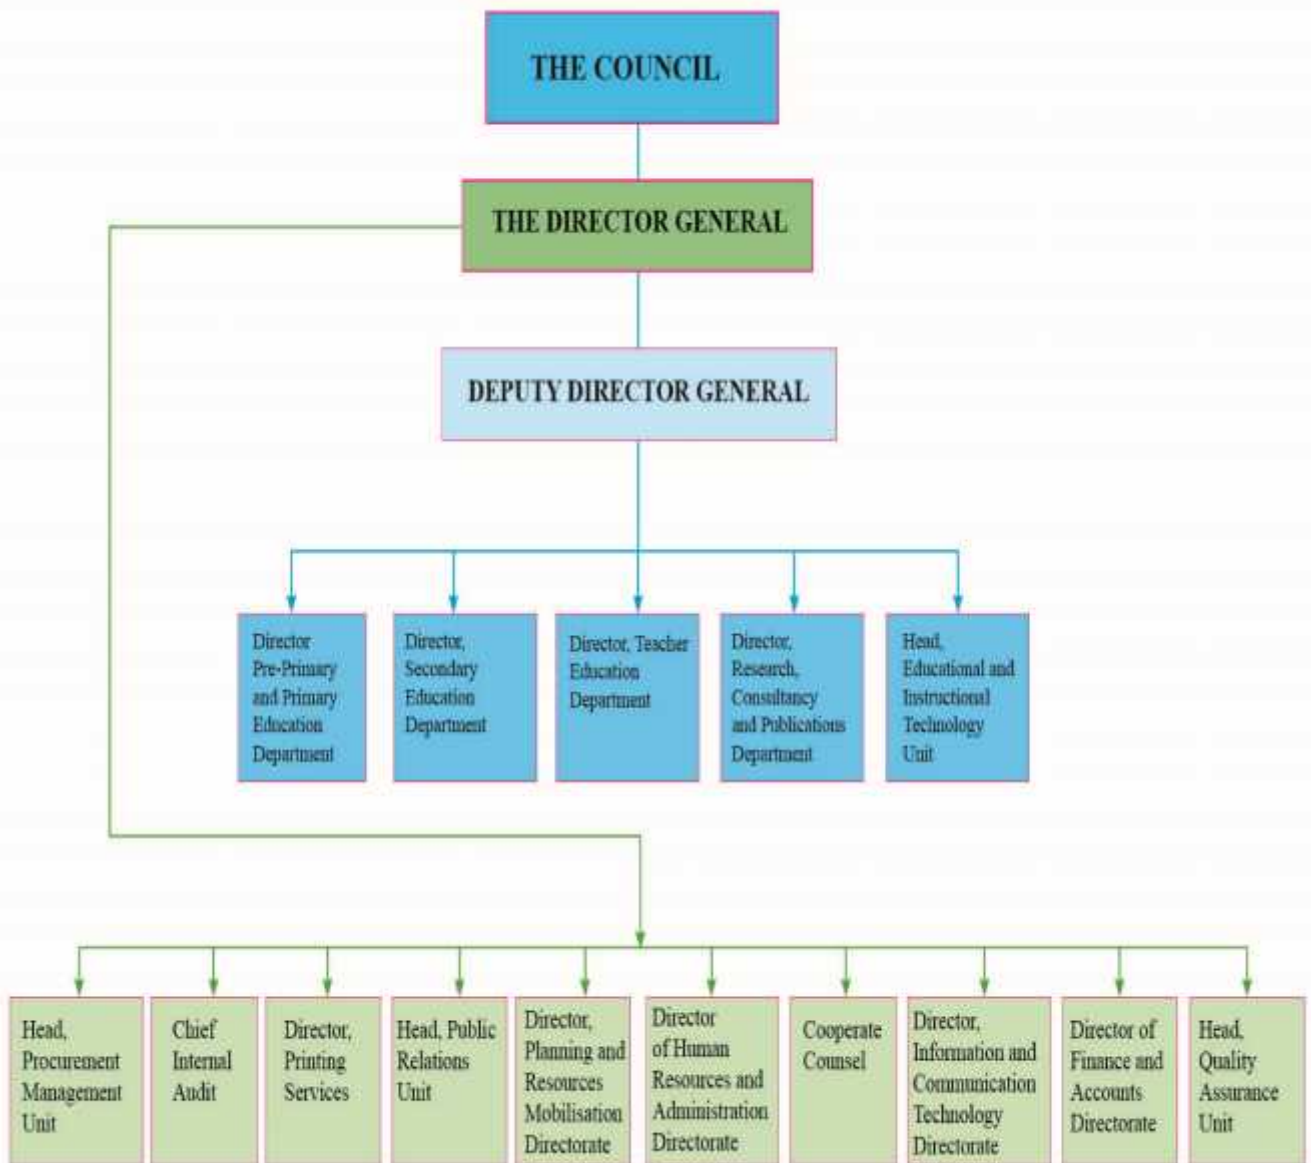 THE COUNCIL
THE DIRECTOR GENERAL
DEPUTY DIRECTOR GENERAL
Director
Pre-Primary
and Primary
Education
Department
Director,
Secondary
Education
Department
Director, Teacher
Education
Department
Director,
Research,
Consultancy
and Publications
Department
Head,
Educational and
Instructional
Technology
Unit
Head,
Procurement
Management
Unit
Chief
Internal
Audit
Director,
Printing
Services
Head, Public
Relations
Unit
Director,
Planning and
Resources
Mobilisation
Directorate
Director
of Human
Resources and
Administration
Directorate
Cooperate
Counsel
Director,
Information and
Communication
Technology
Directorate
Director of
Finance and
Accounts
Directorate
Head,
Quality
Assurance
Unit